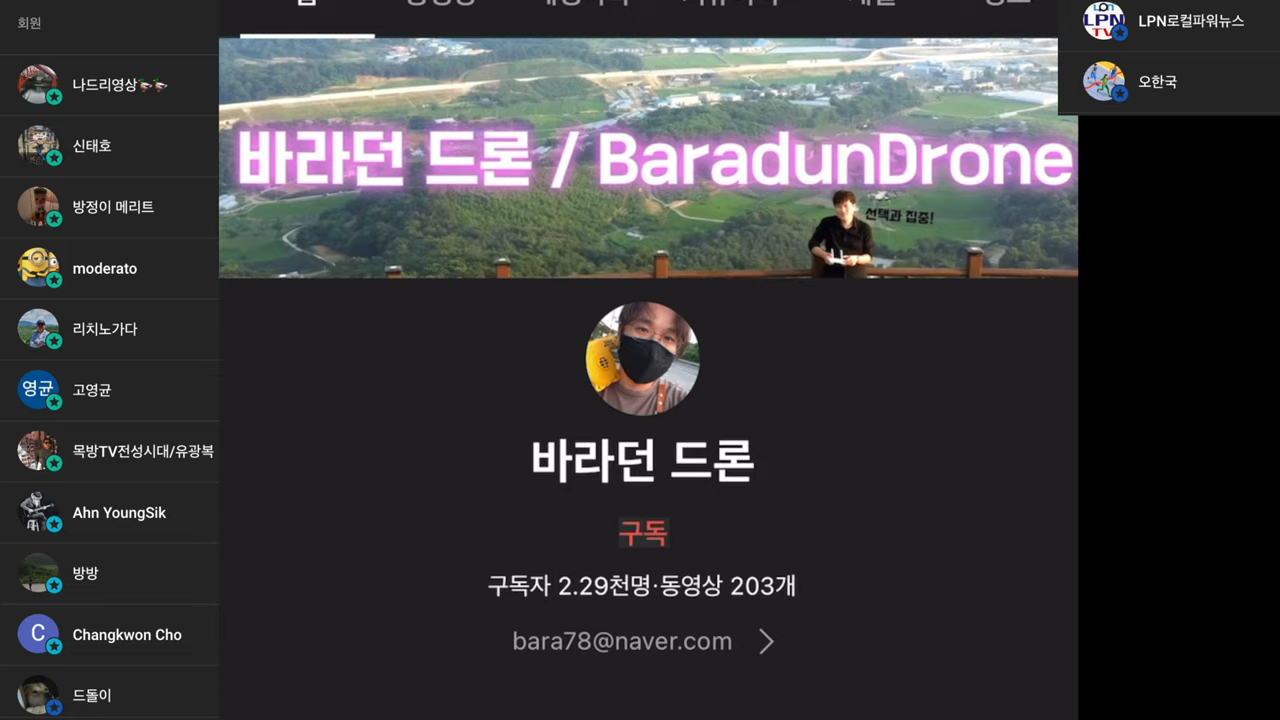 회원
나드리영상🦆🦆
신태호
방정이 메리트
moderato
리치노가다
영균
고영균
목방TV전성시대/유광복
Ahn YoungSik
방방
C
Changkwon Cho
드돌이
바라던 드론 / BaradunDrone
선택과 집중!
바라던 드론
구독
구독자 2.29천명·동영상 203개
bara78@naver.com
LPN
TV
LPN로컬파워뉴스
오한국